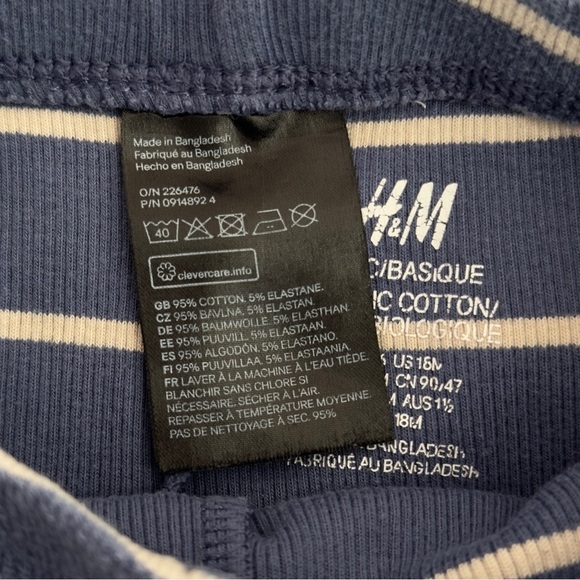 Made in Bangladesh
Fabriqué au Bangladesh
Hecho en Bangladesh
O/N 226476
P/N 0914892 4
40
clevercare.info
GB 95% COTTON. 5% ELASTANE.
CZ 95% BAVLNA. 5% ELASTAN.
DE 95% BAUMWOLLE. 5% ELASTHAN.
EE 95% PUUVILL. 5% ELASTAAN.
ES 95% ALGODÓN. 5% ELASTANO.
FI 95% PUUVILLAA. 5% ELASTAANIA.
FR LAVER À LA MACHINE À L'EAU TIÈDE.
BLANCHIR SANS CHLORE SI
NÉCESSAIRE. SÉCHER À L'AIR.
REPASSER À TEMPÉRATURE MOYENNE.
PAS DE NETTOYAGE À SEC. 95%
H&M
C/BASIQUE
IC COTTON/
BIOLOGIQUE
US 18M
CN 90/47
AUS 1½
18M
BANGLADESH
FABRIQUÉ AU BANGLADESH